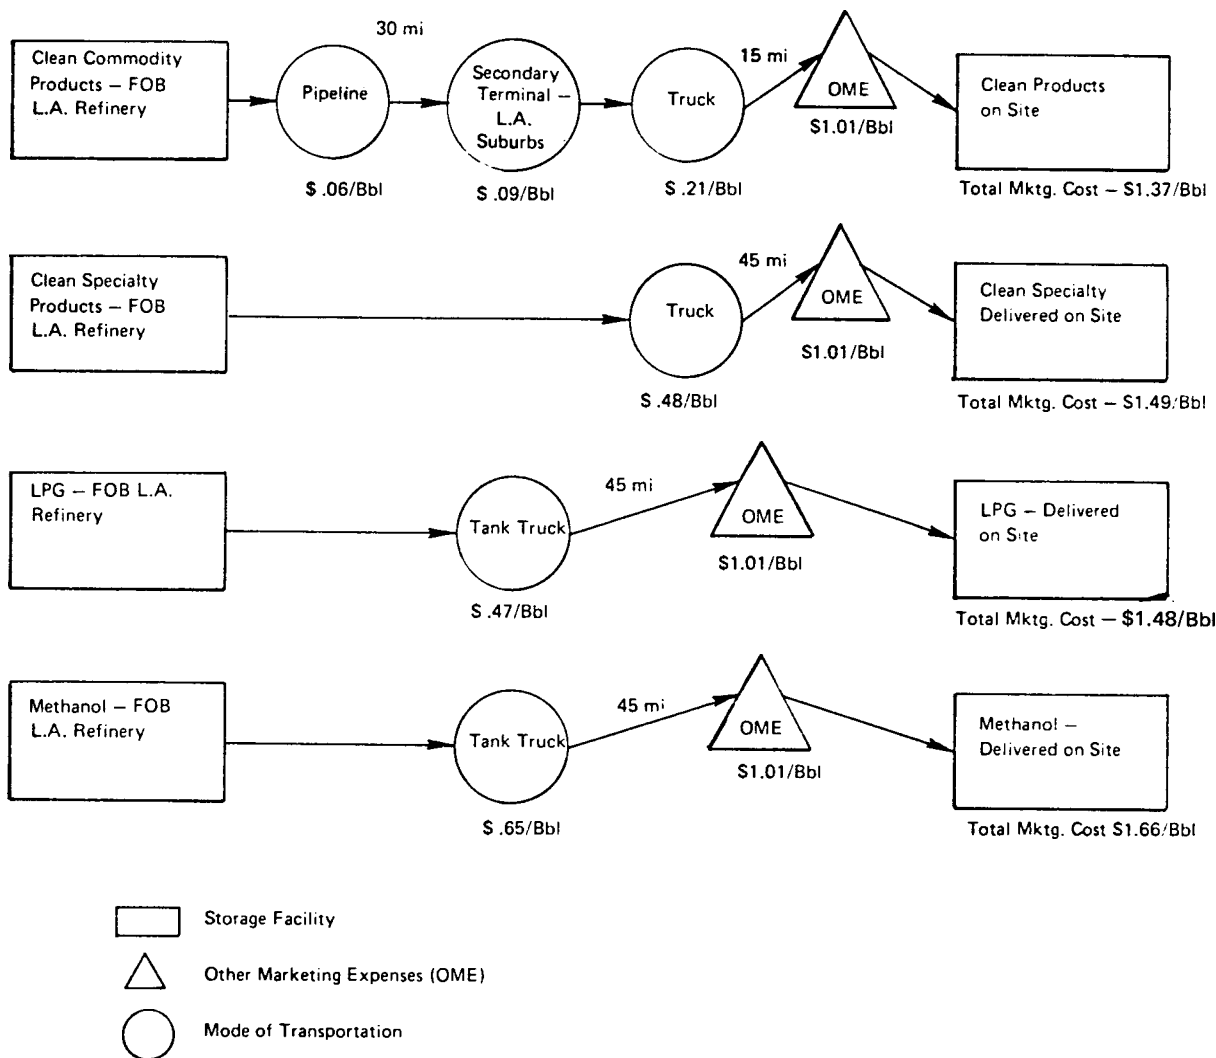 30 mi
Clean Commodity
Products – FOB
L.A. Refinery
Pipeline
Secondary
Terminal –
L.A.
Suburbs
Truck
15 mi
OME
Clean Products
on Site
$ .06/Bbl
$ .09/Bbl
$ .21/Bbl
$1.01/Bbl
Total Mktg. Cost – $1.37/Bbl
Clean Specialty
Products – FOB
L.A. Refinery
Truck
45 mi
OME
Clean Specialty
Delivered on Site
$ .48/Bbl
$1.01/Bbl
Total Mktg. Cost – $1.49/Bbl
LPG – FOB L.A.
Refinery
Tank Truck
45 mi
OME
LPG – Delivered
on Site
$ .47/Bbl
$1.01/Bbl
Total Mktg. Cost – $1.48/Bbl
Methanol – FOB
L.A. Refinery
Tank Truck
45 mi
OME
Methanol –
Delivered on Site
$ .65/Bbl
$1.01/Bbl
Total Mktg. Cost $1.66/Bbl
Storage Facility
Other Marketing Expenses (OME)
Mode of Transportation